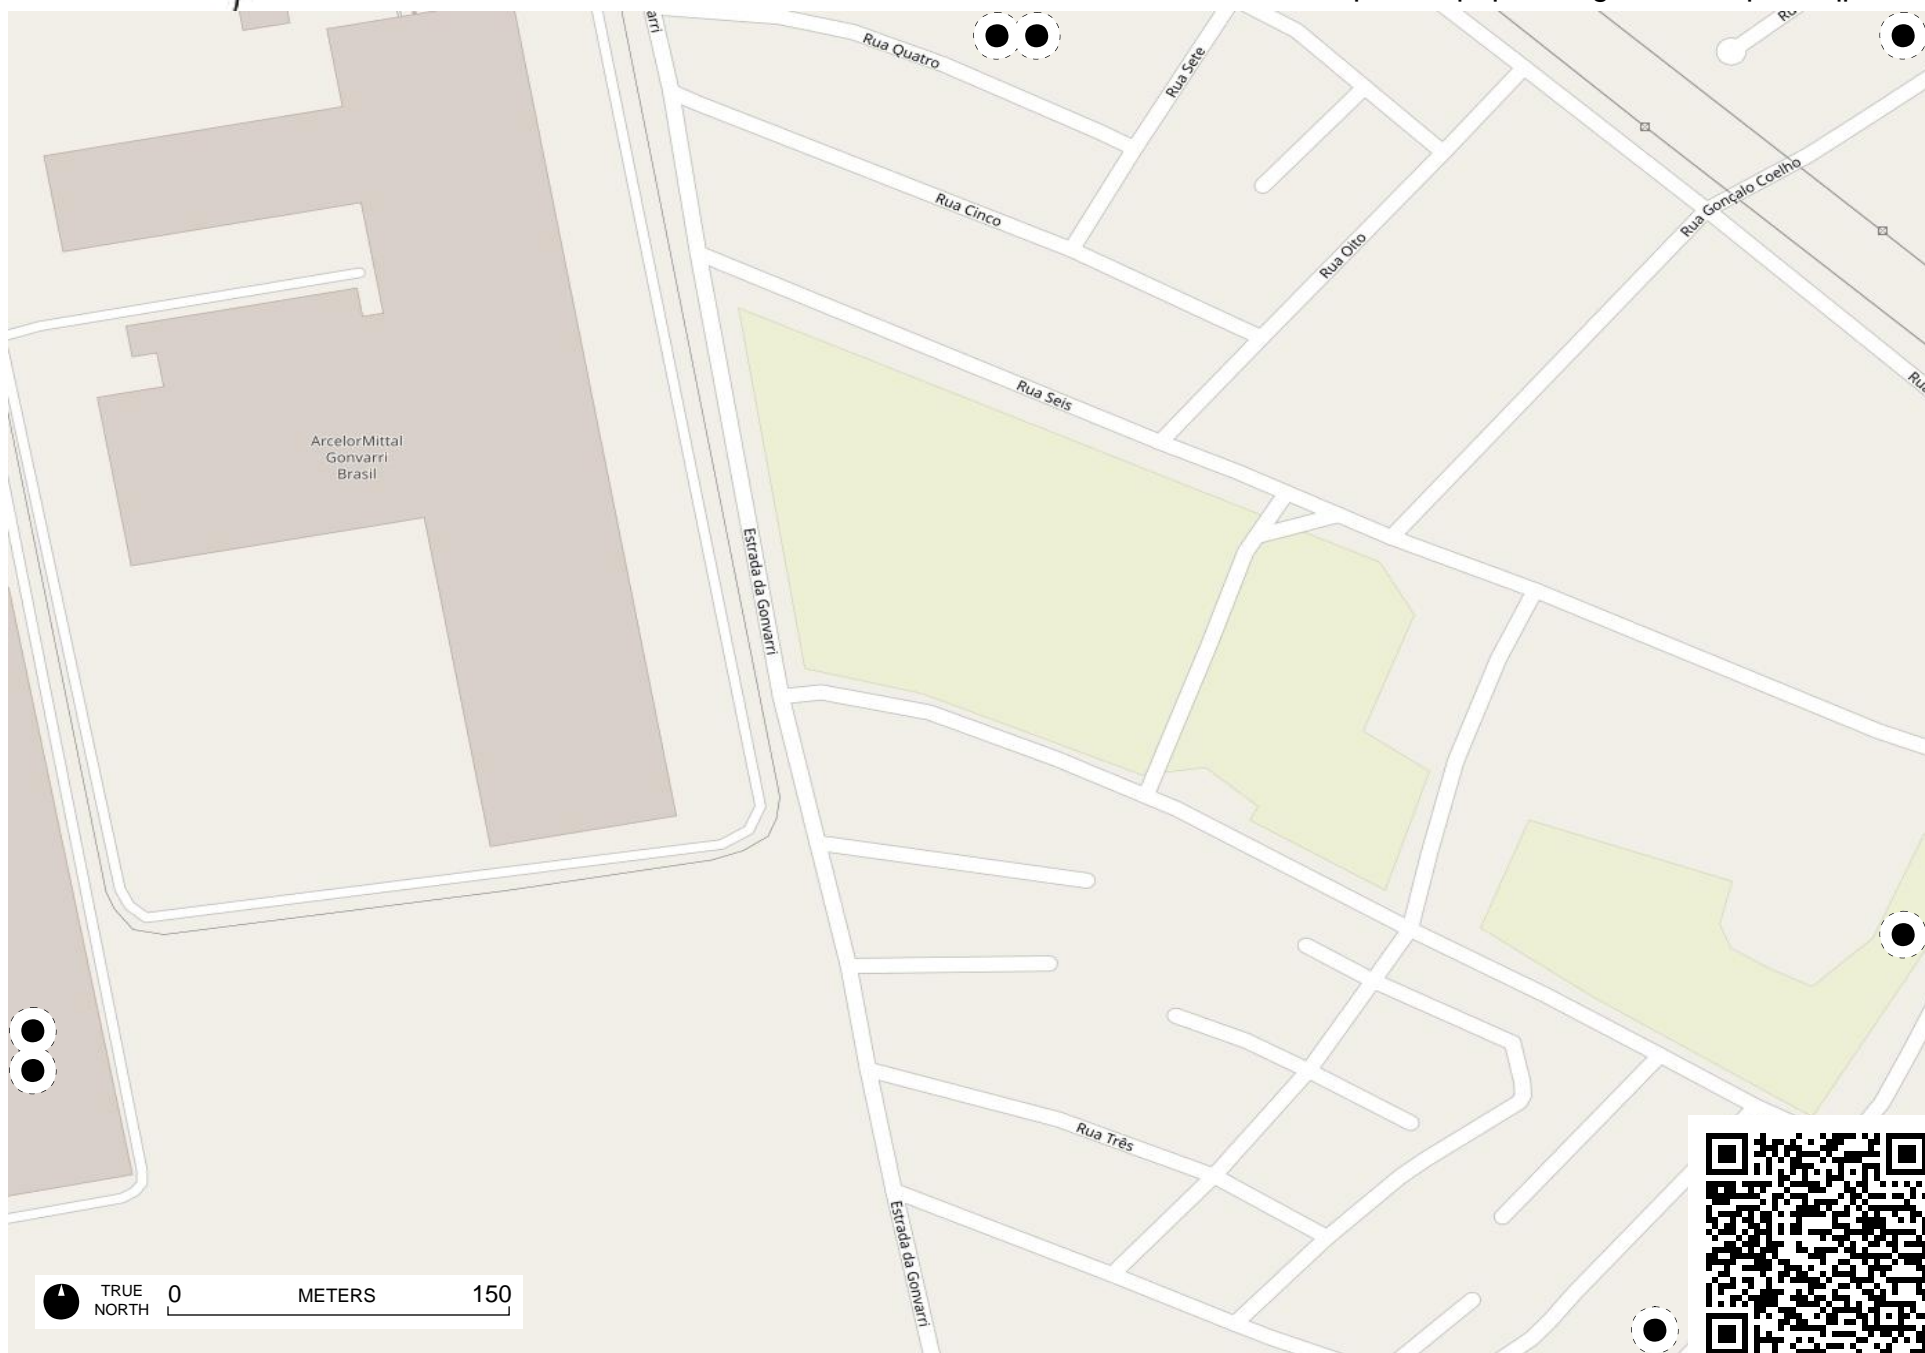 Rua Quatro
Rua Sete
Rua Cinco
Rua Gonçalo Coelho
Rua Oito
Rua Seis
ArcelorMittal
Gonvarri
Brasil
Estrada da Gonvarri
Rua Três
Estrada da Gonvarri
TRUE
NORTH
0 METERS 150